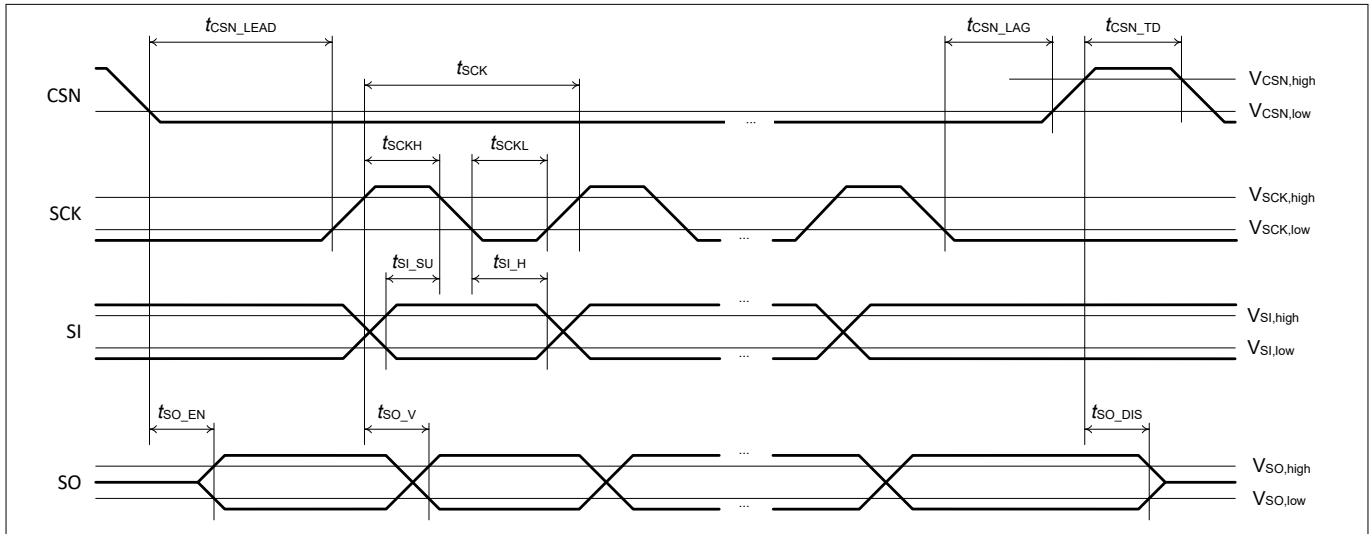 tCSN_LEAD tCSN_LAG tCSN_TD
tSCK
CSN VCSN,high
VCSN,low
...
tSCKH tSCKL
SCK VSCK,high
VSCK,low
...
tSI_SU tSI_H
...
SI VSI,high
VSI,low
...
tSO_EN tSO_V tSO_DIS
...
SO VSO,high
VSO,low
...